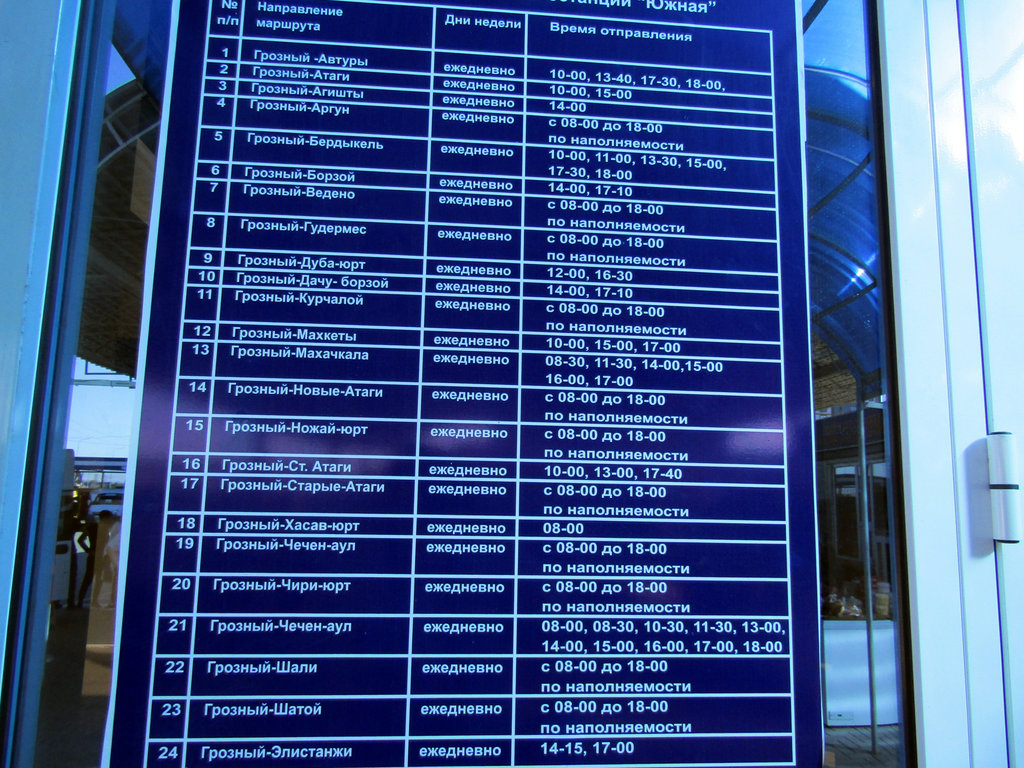 "Южная"
№ п/п Направление маршрута Дни недели Время отправления
1 Грозный -Автуры ежедневно 10-00, 13-40, 17-30, 18-00,
2 Грозный-Атаги ежедневно 10-00, 15-00
3 Грозный-Агишты ежедневно 14-00
4 Грозный-Аргун ежедневно с 08-00 до 18-00
по наполняемости
5 Грозный-Бердыкель ежедневно 10-00, 11-00, 13-30, 15-00,
17-30, 18-00
6 Грозный-Борзой ежедневно 14-00, 17-10
7 Грозный-Ведено ежедневно с 08-00 до 18-00
по наполняемости
8 Грозный-Гудермес ежедневно с 08-00 до 18-00
по наполняемости
9 Грозный-Дуба-юрт ежедневно 12-00, 16-30
10 Грозный-Дачу- борзой ежедневно 14-00, 17-10
11 Грозный-Курчалой ежедневно с 08-00 до 18-00
по наполняемости
12 Грозный-Махкеты ежедневно 10-00, 15-00, 17-00
13 Грозный-Махачкала ежедневно 08-30, 11-30, 14-00,15-00
16-00, 17-00
14 Грозный-Новые-Атаги ежедневно с 08-00 до 18-00
по наполняемости
15 Грозный-Ножай-юрт ежедневно с 08-00 до 18-00
по наполняемости
16 Грозный-Ст. Атаги ежедневно 10-00, 13-00, 17-40
17 Грозный-Старые-Атаги ежедневно с 08-00 до 18-00
по наполняемости
18 Грозный-Хасав-юрт ежедневно 08-00
19 Грозный-Чечен-аул ежедневно с 08-00 до 18-00
по наполняемости
20 Грозный-Чири-юрт ежедневно с 08-00 до 18-00
по наполняемости
21 Грозный-Чечен-аул ежедневно 08-00, 08-30, 10-30, 11-30, 13-00,
14-00, 15-00, 16-00, 17-00, 18-00
22 Грозный-Шали ежедневно с 08-00 до 18-00
по наполняемости
23 Грозный-Шатой ежедневно с 08-00 до 18-00
по наполняемости
24 Грозный-Элистанжи ежедневно 14-15, 17-00